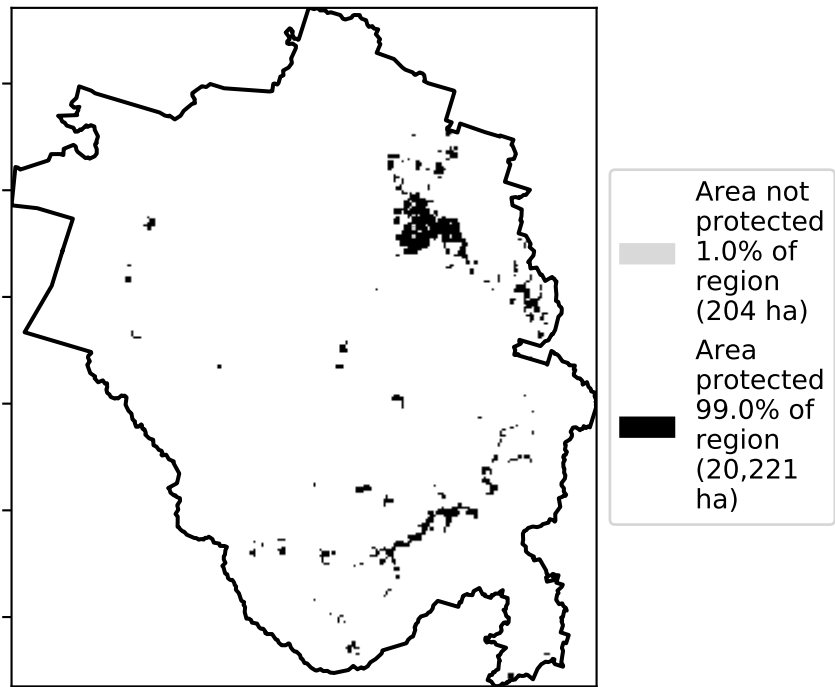 Area not
protected
1.0% of
region
(204 ha)
Area
protected
99.0% of
region
(20,221
ha)